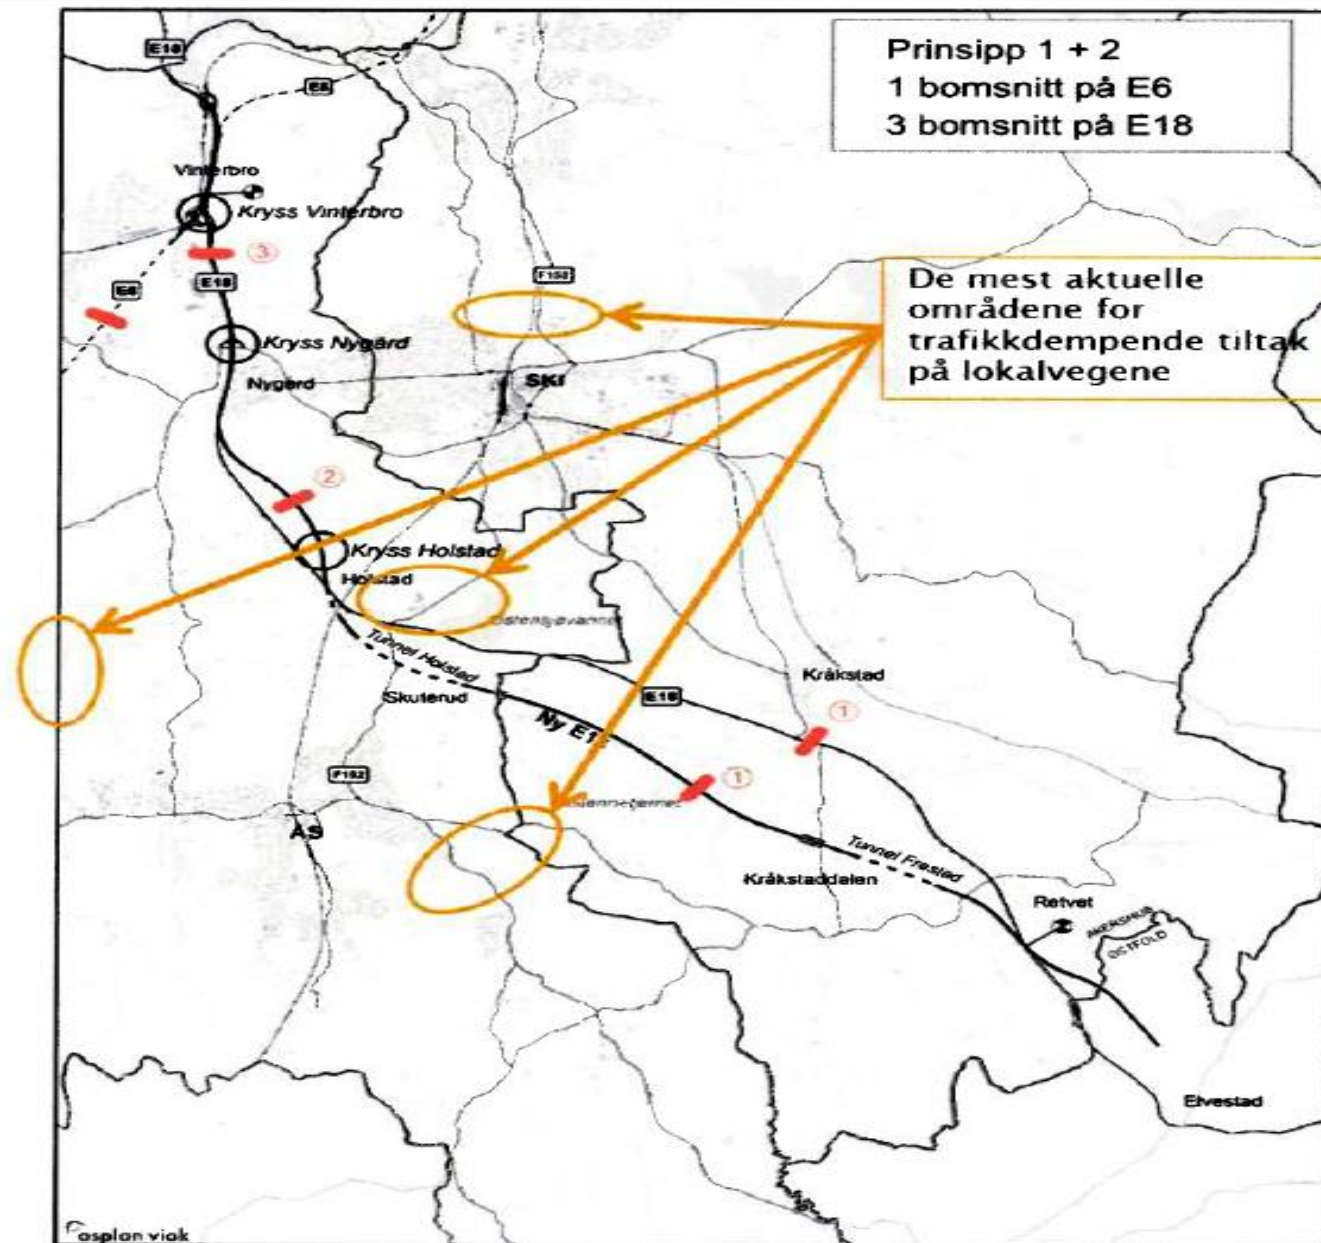 Prinsipp 1 + 2
1 bomsnitt på E6
3 bomsnitt på E18
E18
E6
Vinterbro
Kryss Vinterbro
3
E18
E6
F152
De mest aktuelle
områdene for
trafikkdempende tiltak
på lokalvegene
Kryss Nygård
Nygård
SKI
2
Kryss Holstad
Holstad
Østensjøvannet
Tunnel Holstad
Skuterud
Kråkstad
E18
1
Ny E1
1
F152
ÅS
Tunnel Frestad
Kråkstaddalen
Retvet
AKERSHUS
ØSTFOLD
Elvestad
asplan viak